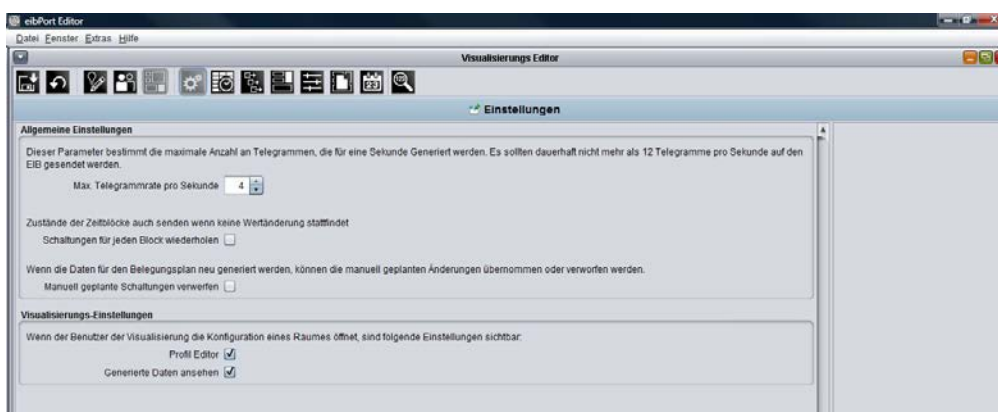 eibPort Editor
Datei Fenster Extras Hilfe
Visualisierungs Editor
Einstellungen
Allgemeine Einstellungen
Dieser Parameter bestimmt die maximale Anzahl an Telegrammen, die für eine Sekunde Generiert werden. Es sollten dauerhaft nicht mehr als 12 Telegramme pro Sekunde auf den
EIB gesendet werden.
Max. Telegrammrate pro Sekunde 4
Zustände der Zeitblöcke auch senden wenn keine Wertänderung stattfindet
Schaltungen für jeden Block wiederholen
Wenn die Daten für den Belegungsplan neu generiert werden, können die manuell geplanten Änderungen übernommen oder verworfen werden.
Manuell geplante Schaltungen verwerfen
Visualisierungs-Einstellungen
Wenn der Benutzer der Visualisierung die Konfiguration eines Raumes öffnet, sind folgende Einstellungen sichtbar:
Profil Editor
Generierte Daten ansehen